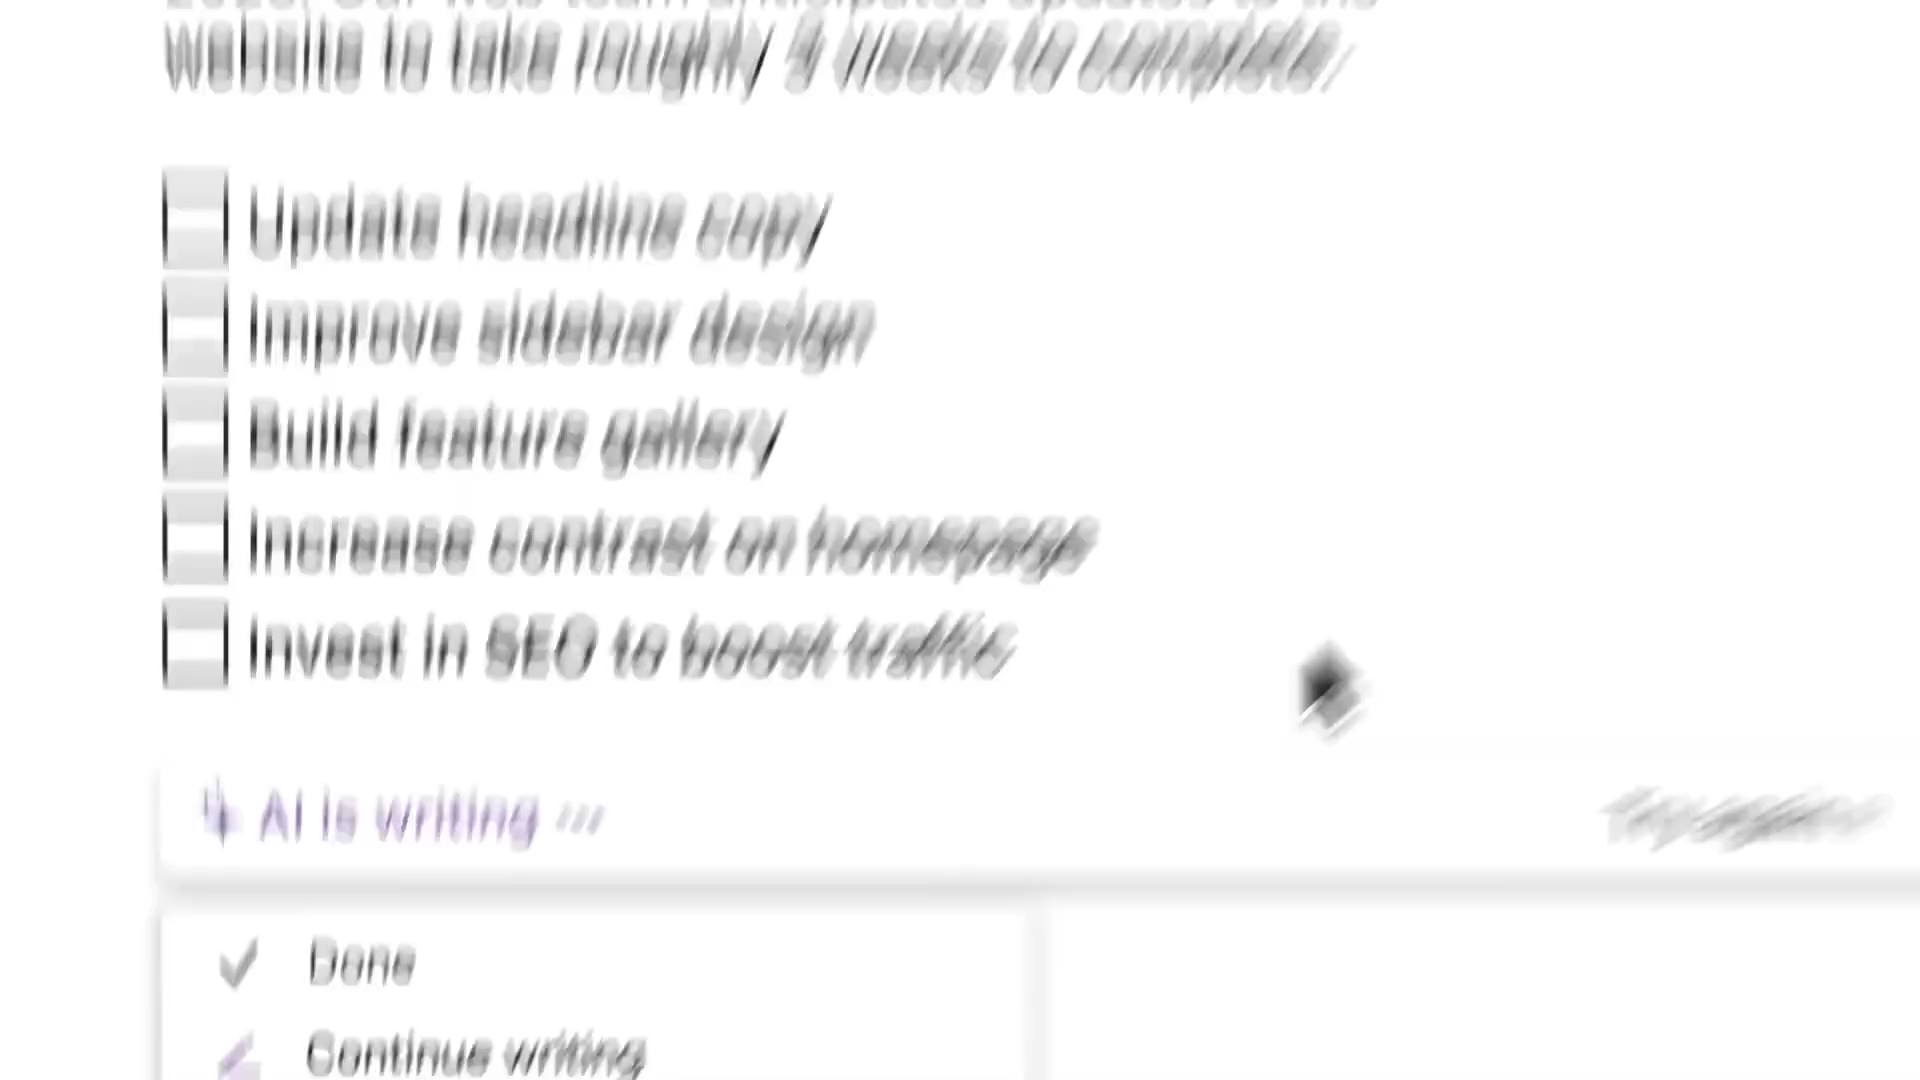 website to take roughly weeks to complete.
Update headline copy
Improve sidebar design
Build feature gallery
Increase contrast on homepage
Invest in SEO to boost traffic
AI is writing
Done
Continue writing